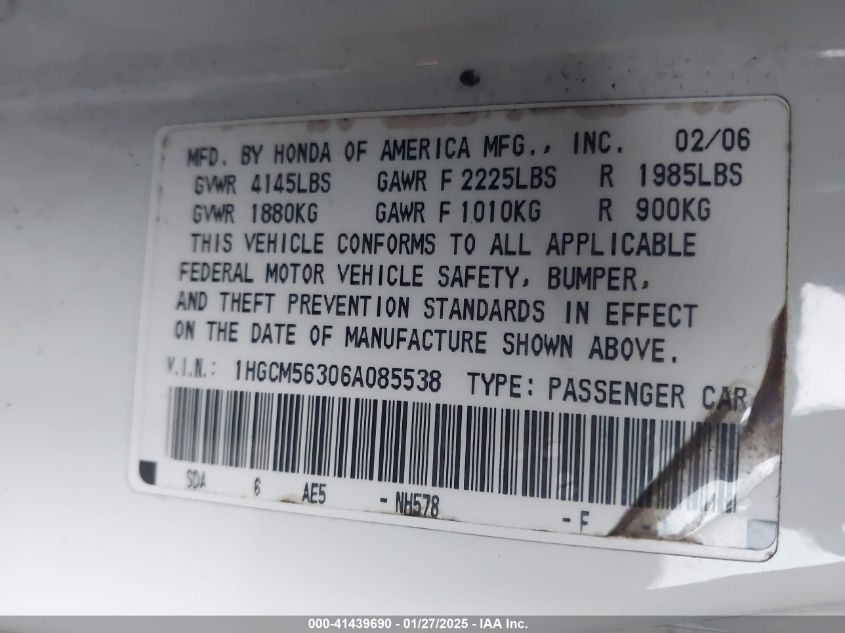 MFD. BY HONDA OF AMERICA MFG., INC. 02/06
GVWR 4145LBS GAWR F 2225LBS R 1985LBS
GVWR 1880KG GAWR F 1010KG R 900KG
THIS VEHICLE CONFORMS TO ALL APPLICABLE
FEDERAL MOTOR VEHICLE SAFETY, BUMPER,
AND THEFT PREVENTION STANDARDS IN EFFECT
ON THE DATE OF MANUFACTURE SHOWN ABOVE.
V.I.N.: 1HGCM56306A085538 TYPE: PASSENGER CAR
SDA 6 AE5 - NH578 - F
000-41439690 - 01/27/2025 - IAA Inc.